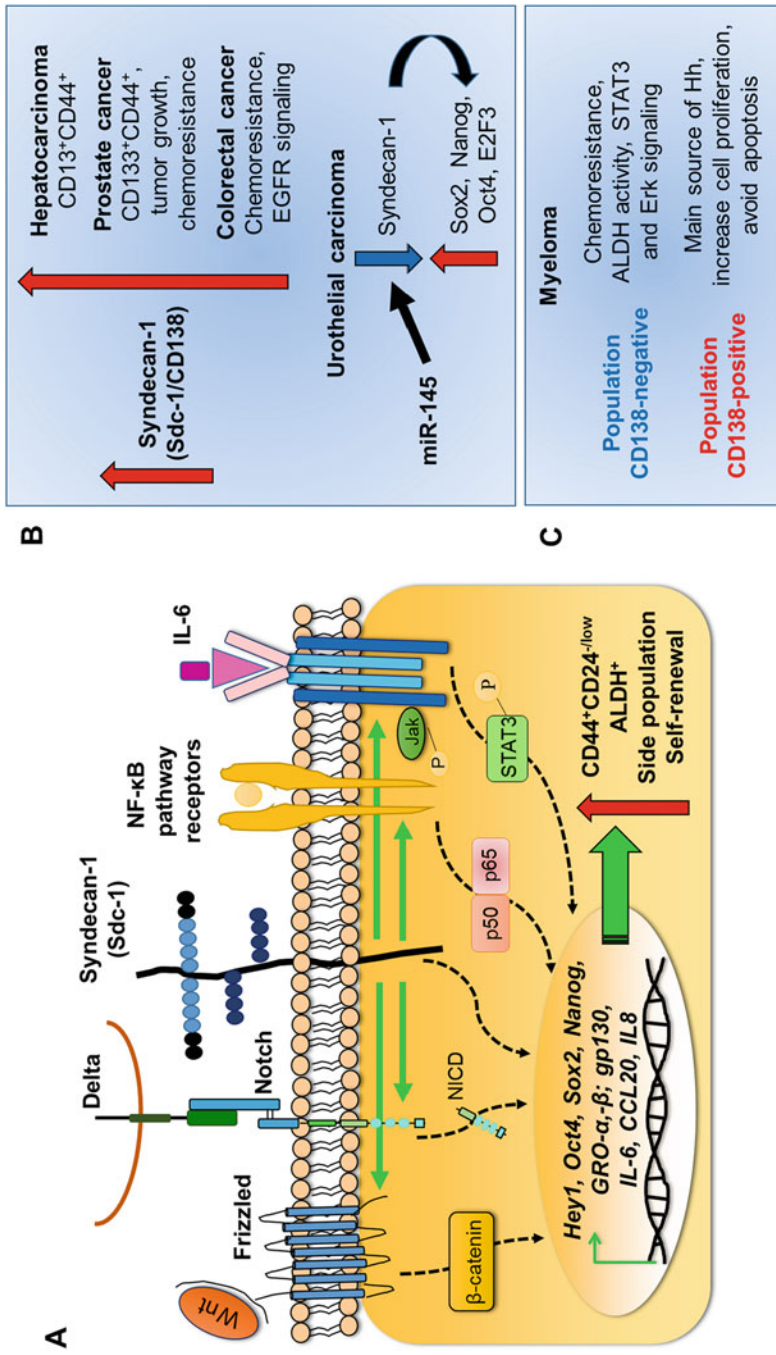 A
Wnt
Frizzled
Delta
Notch
Syndecan-1
(Sdc-1)
NF-κB
pathway
receptors
IL-6
β-catenin
NICD
p50
p65
Jak
P
STAT3
P
Hey1, Oct4, Sox2, Nanog,
GRO-α,-β; gp130,
IL-6, CCL20, IL8
CD44+CD24-/low
ALDH+
Side population
Self-renewal
B
Syndecan-1
(Sdc-1/CD138)
Hepatocarcinoma
CD13+CD44+
Prostate cancer
CD133+CD44+,
tumor growth,
chemoresistance
Colorectal cancer
Chemoresistance,
EGFR signaling
Urothelial carcinoma
miR-145
Syndecan-1
Sox2, Nanog,
Oct4, E2F3
C
Myeloma
Population
CD138-negative
Chemoresistance,
ALDH activity, STAT3
and Erk signaling
Population
CD138-positive
Main source of Hh,
increase cell proliferation,
avoid apoptosis